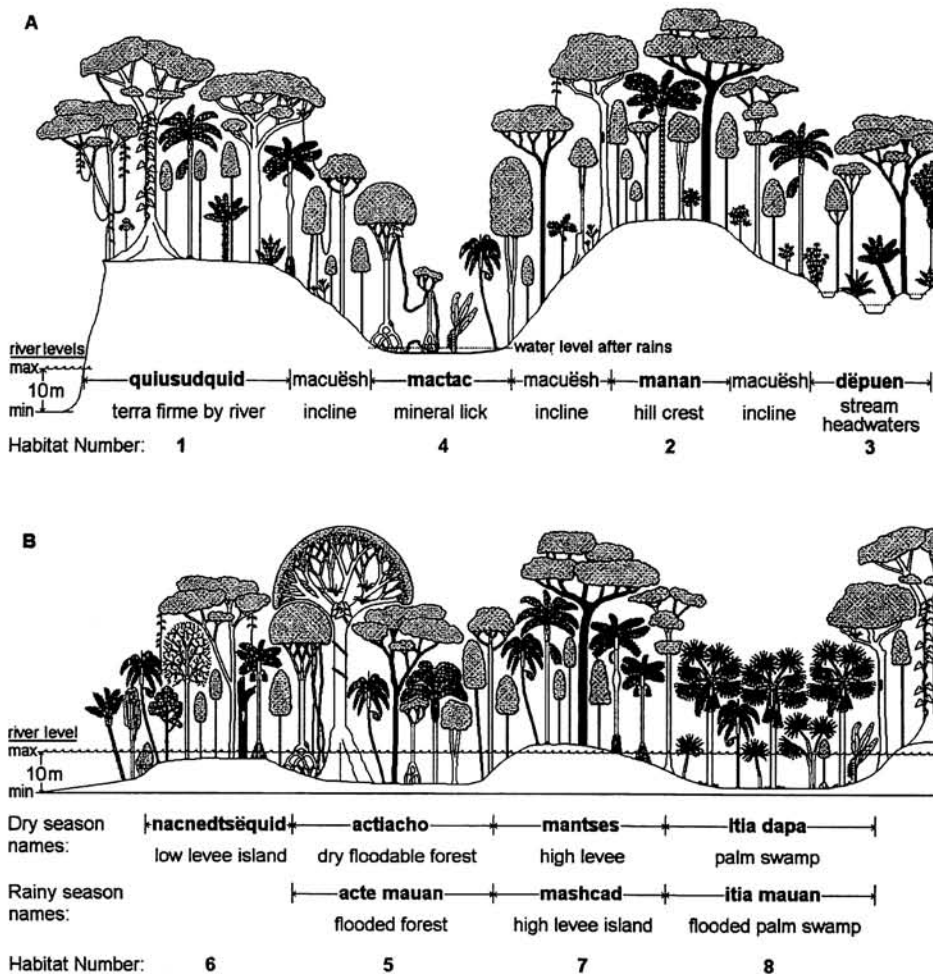 A
river levels
max
10m
min
water level after rains
quiusudquid macuësh mactac macuësh manan macuësh dëpuen
terra firme by river incline mineral lick incline hill crest incline stream headwaters
Habitat Number: 1 4 2 3
B
river level
max
10m
min
Dry season names: nacnedtsëquid actiacho mantses itia dapa
low levee island dry floodable forest high levee palm swamp
Rainy season names: acte mauan mashcad itia mauan
flooded forest high levee island flooded palm swamp
Habitat Number: 6 5 7 8